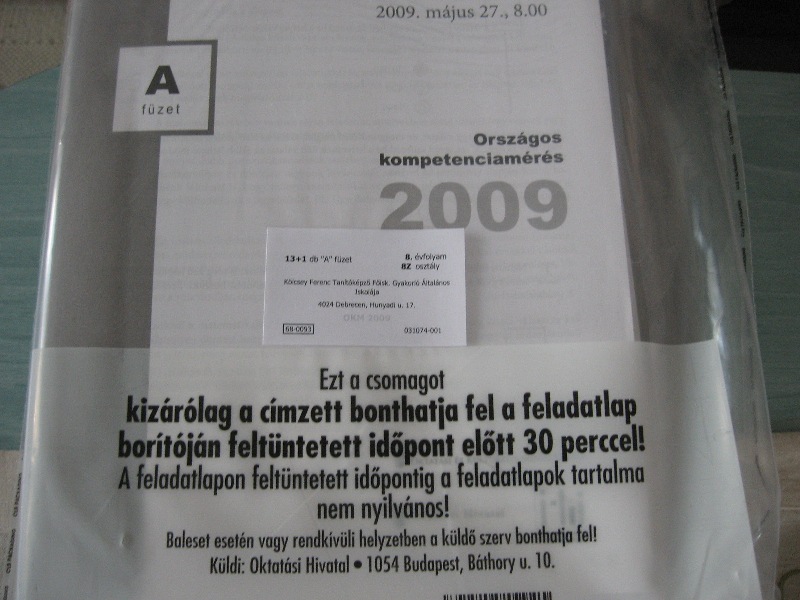 2009. május 27., 8.00
A
füzet
Országos
kompetenciamérés
2009
13+1 db "A" füzet
8. évfolyam
8Z osztály
Kölcsey Ferenc Tanítóképző Főisk. Gyakorló Általános
Iskolája
4024 Debrecen, Hunyadi u. 17.
OKM 2009
68-0093
031074-001
Ezt a csomagot
kizárólag a címzett bonthatja fel a feladatlap
borítóján feltüntetett időpont előtt 30 perccel!
A feladatlapon feltüntetett időpontig a feladatlapok tartalma
nem nyilvános!
Baleset esetén vagy rendkívüli helyzetben a küldő szerv bonthatja fel!
Küldi: Oktatási Hivatal • 1054 Budapest, Báthory u. 10.